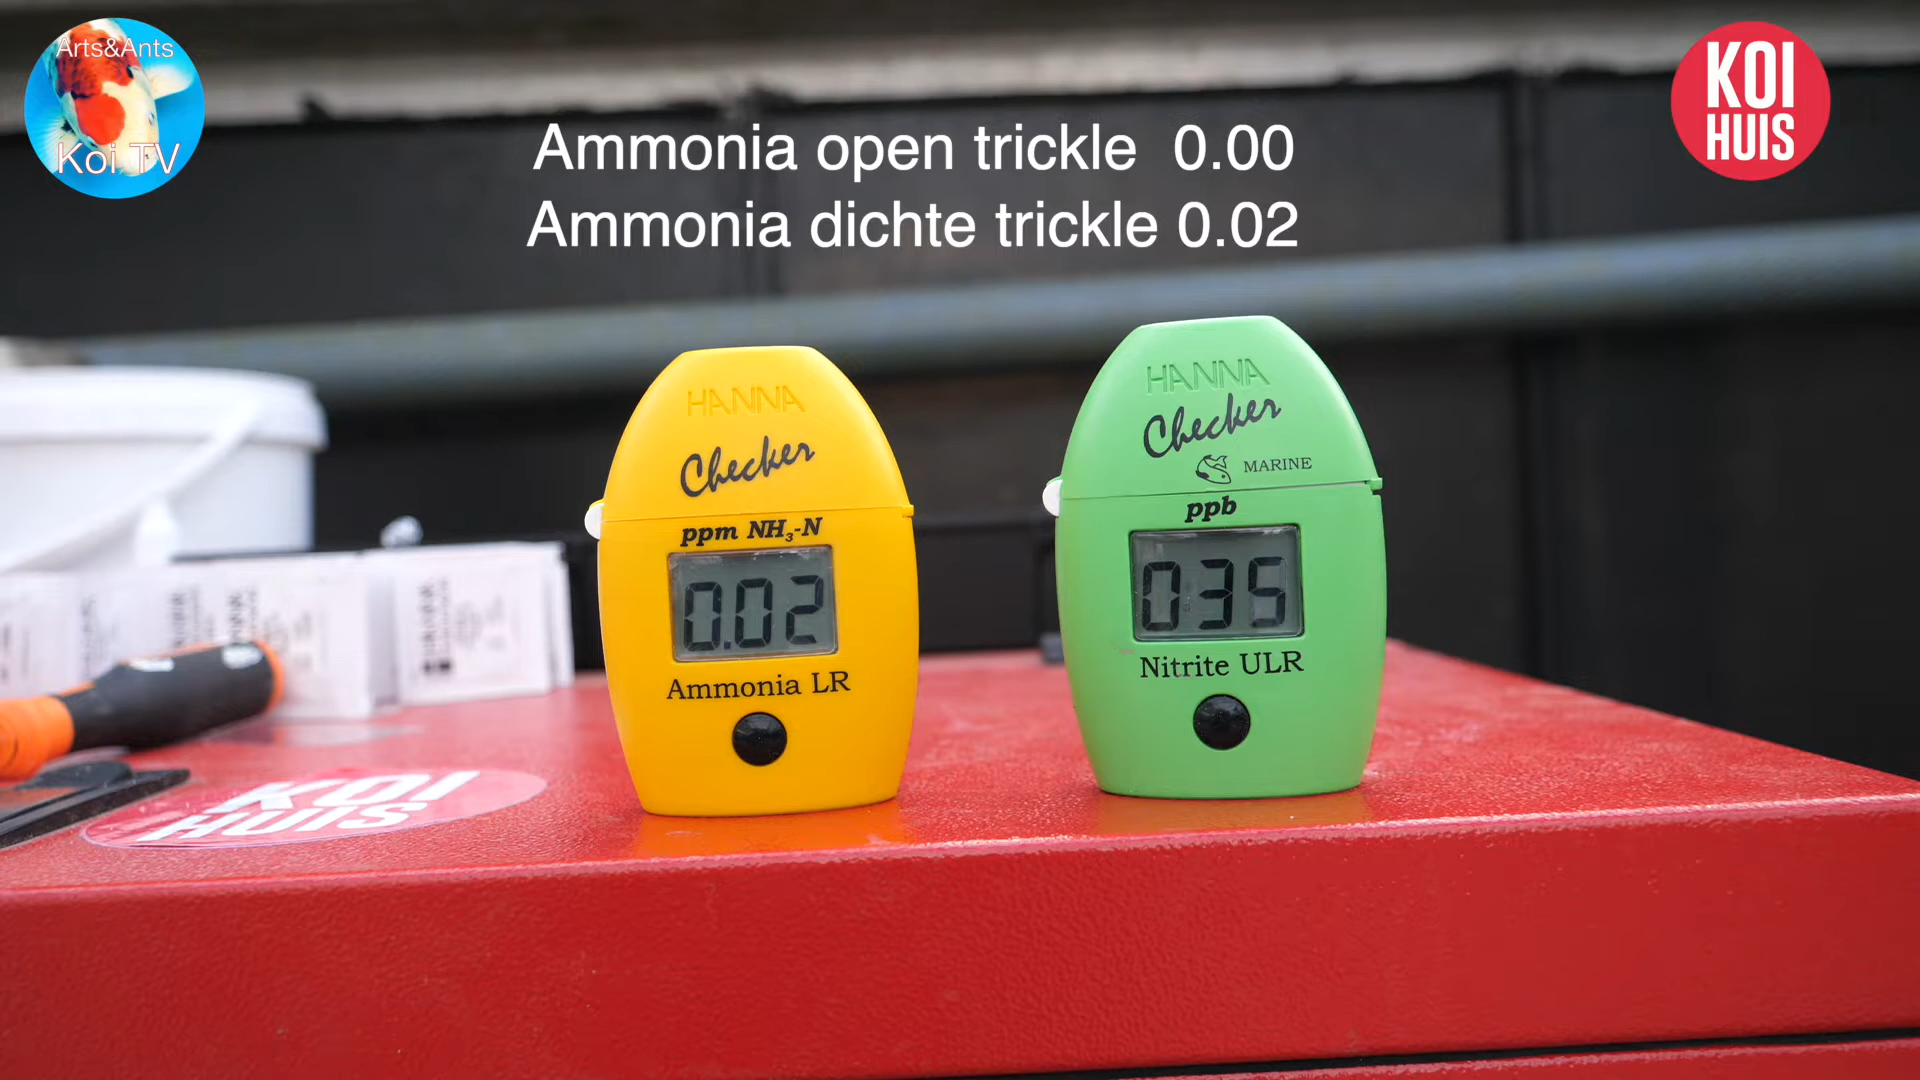 Arts&Ants
Koi TV
KOI
HUIS
Ammonia open trickle 0.00
Ammonia dichte trickle 0.02
HANNA
Checker
ppm NH₃-N
0.02
Ammonia LR
HANNA
Checker
MARINE
ppb
035
Nitrite ULR
KOI
HUIS